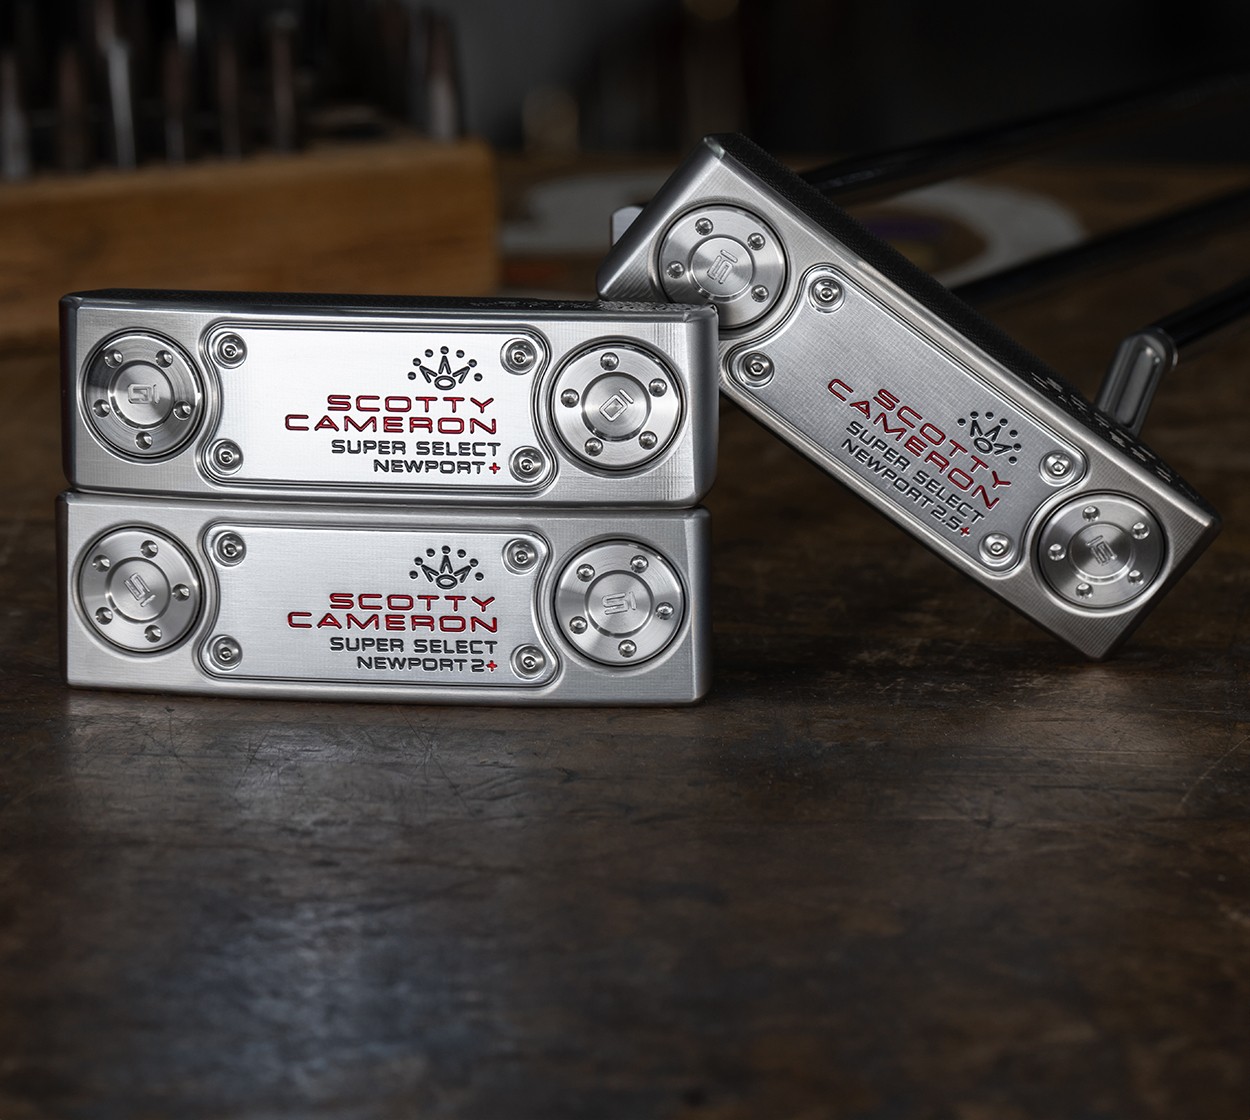 SCOTTY
CAMERON
SUPER SELECT
NEWPORT+
SCOTTY
CAMERON
SUPER SELECT
NEWPORT 2+
SCOTTY
CAMERON
SUPER SELECT
NEWPORT 2.5+